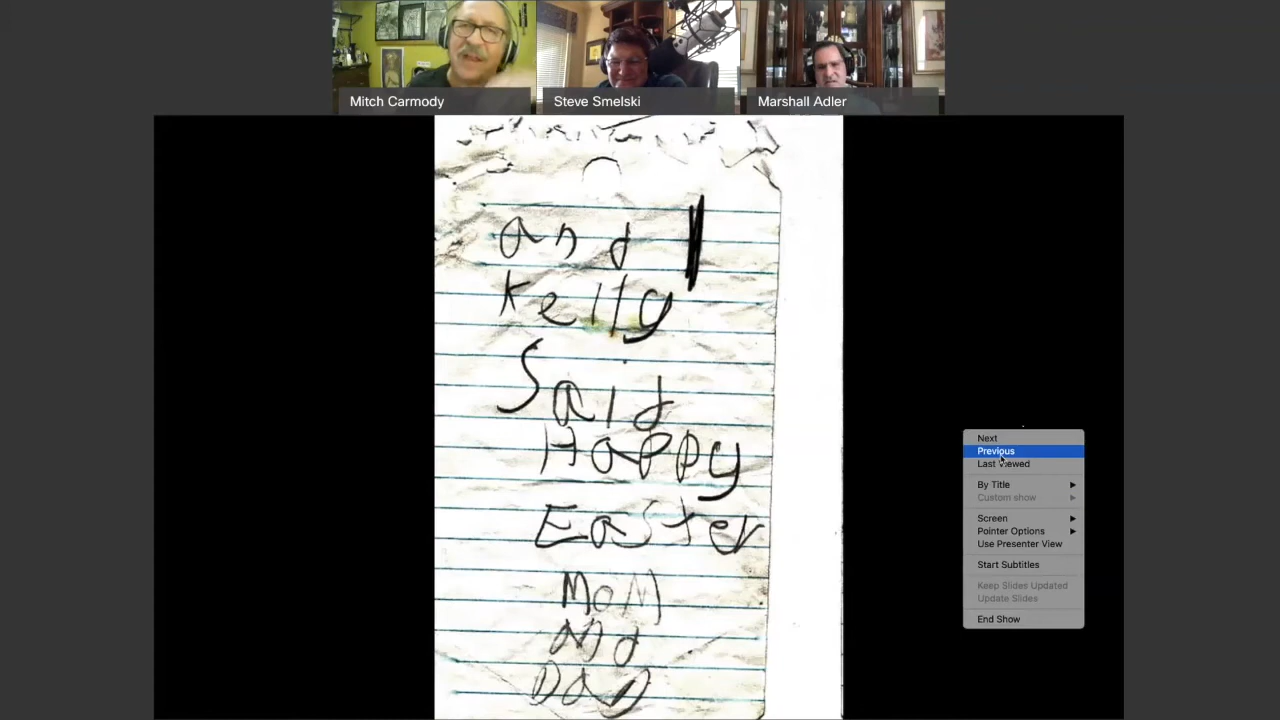 Mitch Carmody
Steve Smelski
Marshall Adler
and I
Kelly
Said
Happy
Easter
MoM
Nd
DaD
Next
Previous
Last Viewed
By Title
Custom show
Screen
Pointer Options
Use Presenter View
Start Subtitles
Keep Slides Updated
Update Slides
End Show